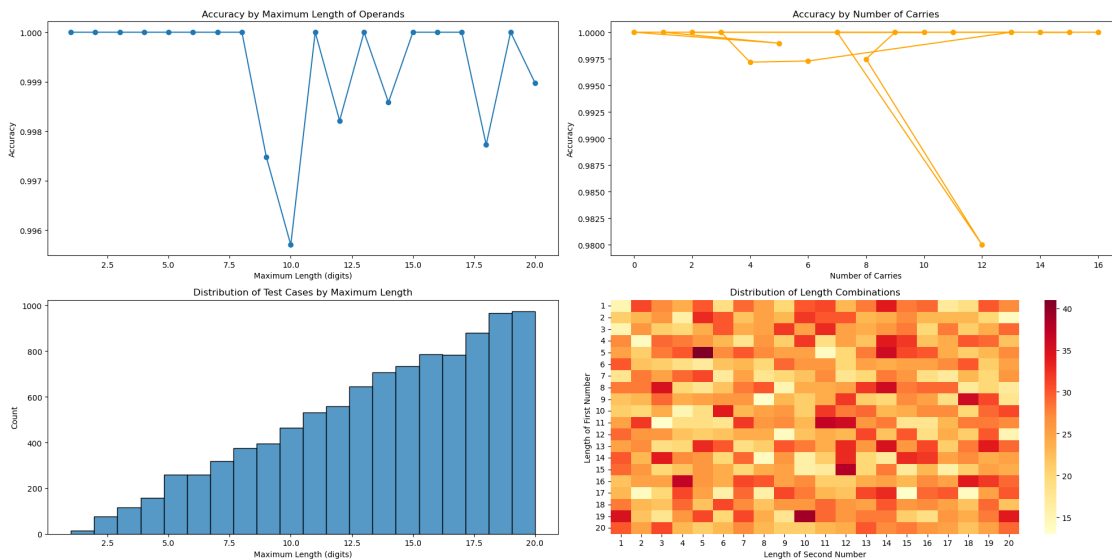 Accuracy by Maximum Length of Operands
1.000
0.999
0.998
0.997
0.996
Accuracy
2.5 5.0 7.5 10.0 12.5 15.0 17.5 20.0
Maximum Length (digits)
Accuracy by Number of Carries
1.0000
0.9975
0.9950
0.9925
0.9900
0.9875
0.9850
0.9825
0.9800
Accuracy
0 2 4 6 8 10 12 14 16
Number of Carries
Distribution of Test Cases by Maximum Length
1000
800
600
400
200
0
Count
2.5 5.0 7.5 10.0 12.5 15.0 17.5 20.0
Maximum Length (digits)
Distribution of Length Combinations
1
2
3
4
5
6
7
8
9
10
11
12
13
14
15
16
17
18
19
20
Length of First Number
1 2 3 4 5 6 7 8 9 10 11 12 13 14 15 16 17 18 19 20
Length of Second Number
40
35
30
25
20
15